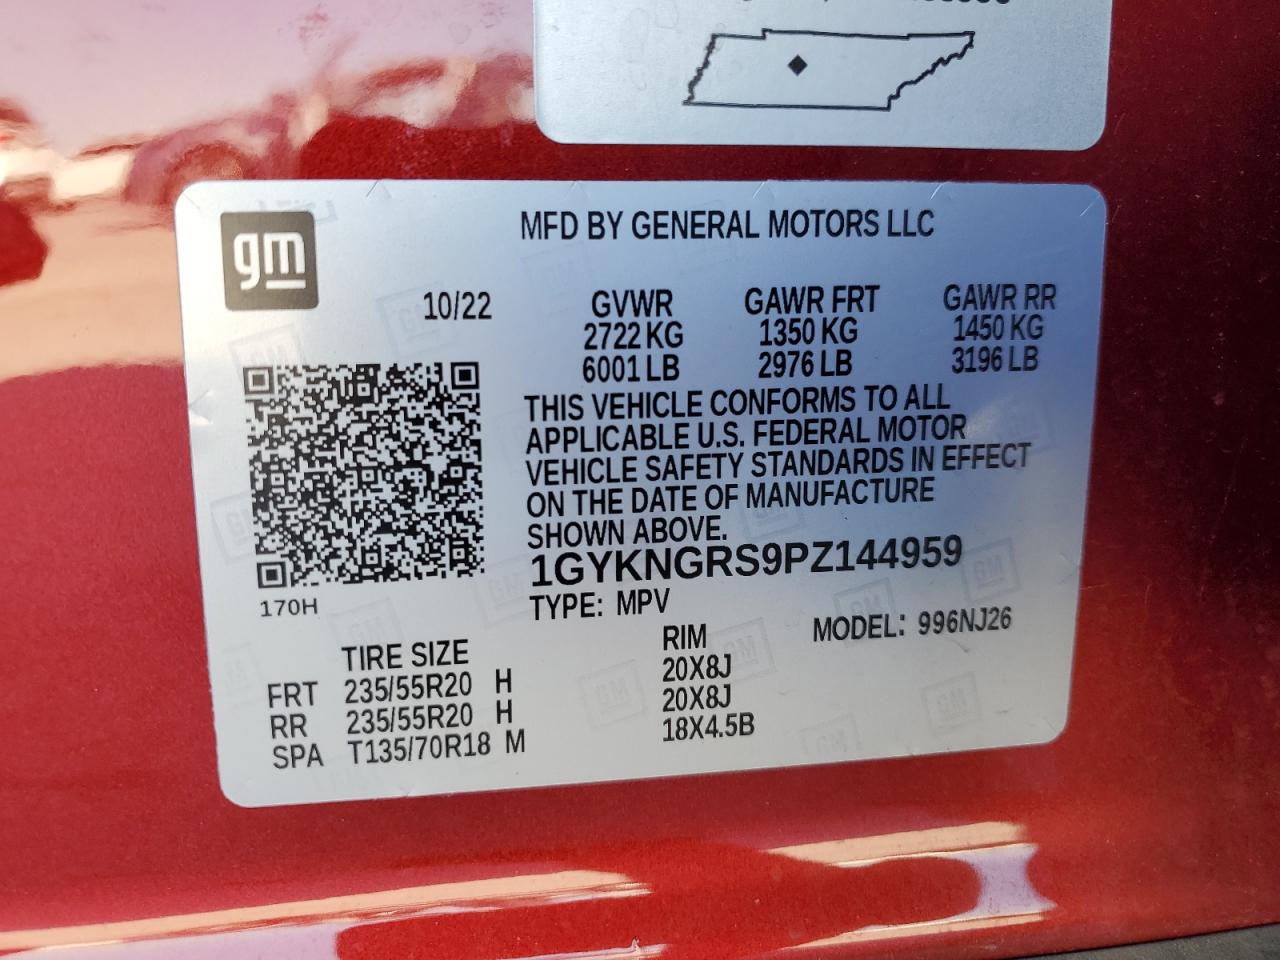 gm
MFD BY GENERAL MOTORS LLC
10/22 GVWR GAWR FRT GAWR RR
2722 KG 1350 KG 1450 KG
6001 LB 2976 LB 3196 LB
THIS VEHICLE CONFORMS TO ALL
APPLICABLE U.S. FEDERAL MOTOR
VEHICLE SAFETY STANDARDS IN EFFECT
ON THE DATE OF MANUFACTURE
SHOWN ABOVE.
1GYKNGRS9PZ144959
170H
TYPE: MPV
MODEL: 996NJ26
TIRE SIZE RIM
FRT 235/55R20 H 20X8J
RR 235/55R20 H 20X8J
SPA T135/70R18 M 18X4.5B